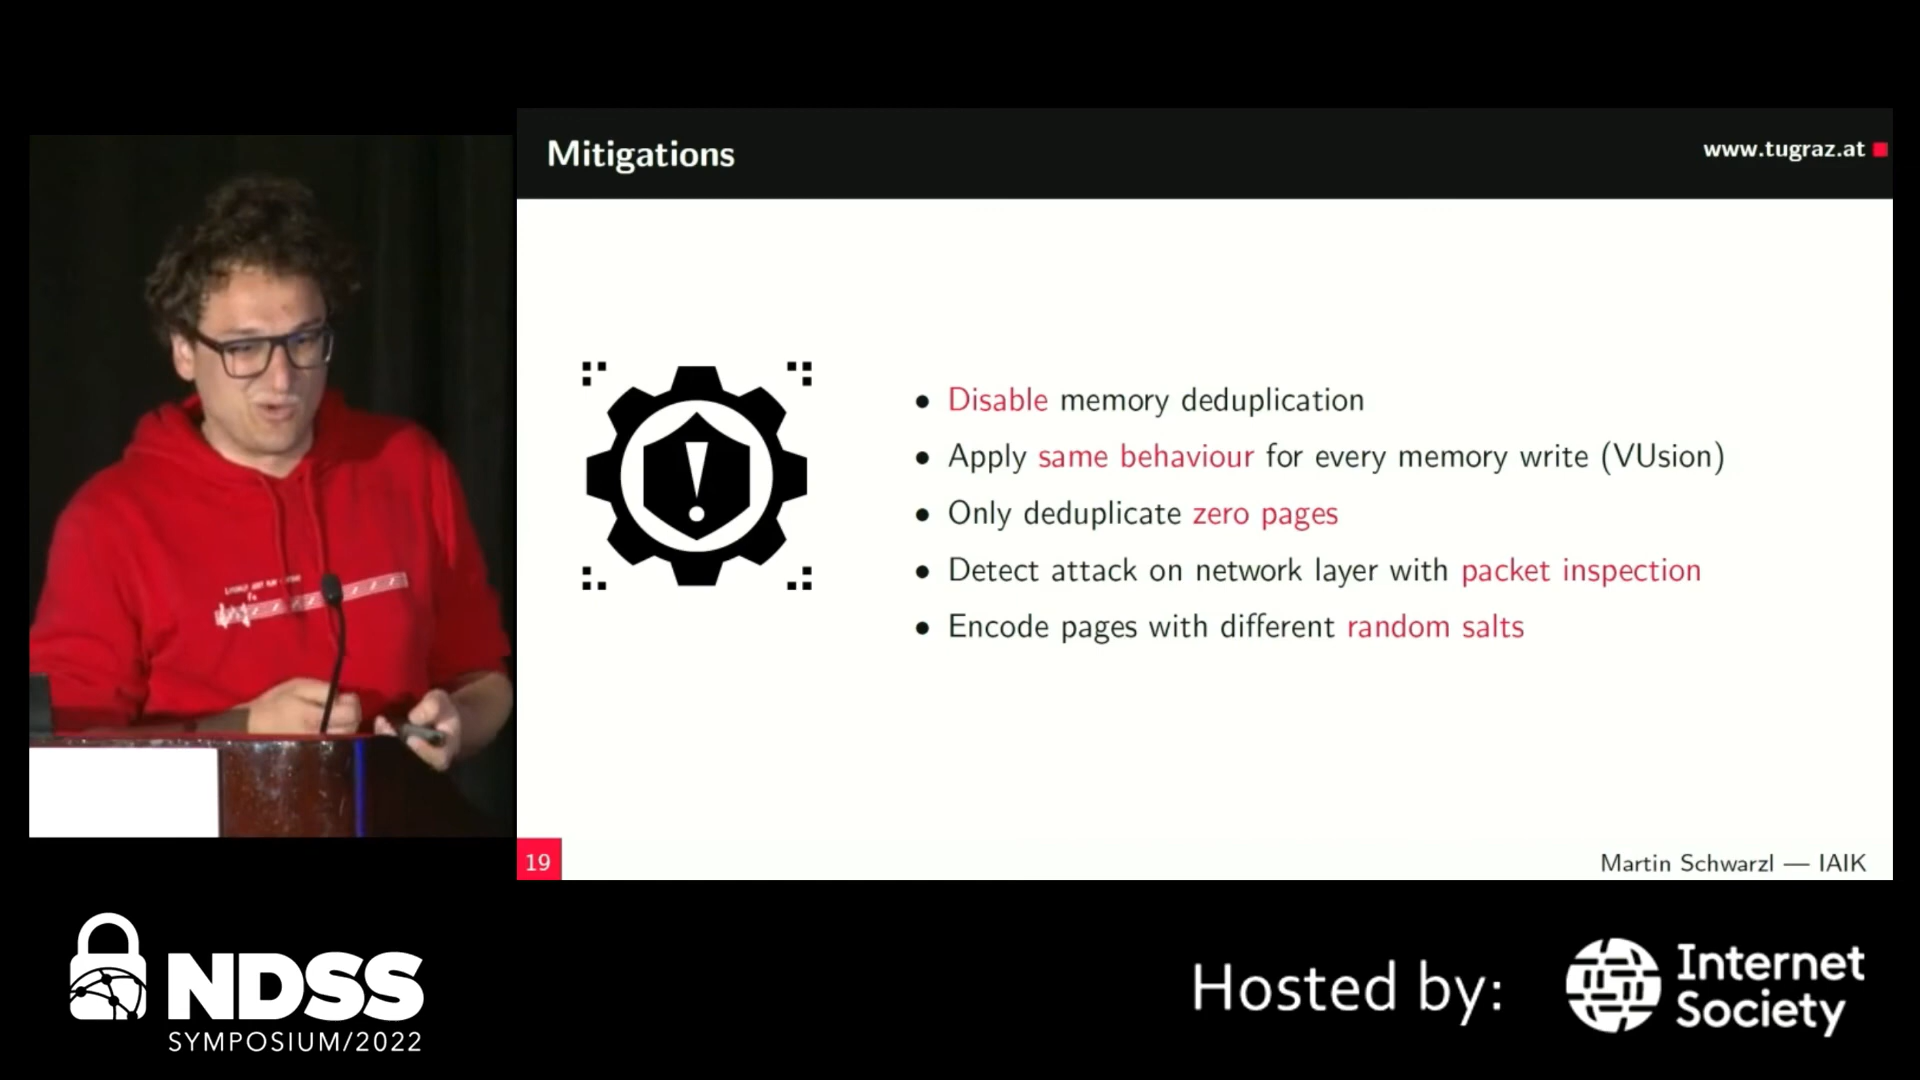 Mitigations
www.tugraz.at
• Disable memory deduplication
• Apply same behaviour for every memory write (VUsion)
• Only deduplicate zero pages
• Detect attack on network layer with packet inspection
• Encode pages with different random salts
19
Martin Schwarzl — IAIK
NDSS
SYMPOSIUM/2022
Hosted by:
Internet
Society